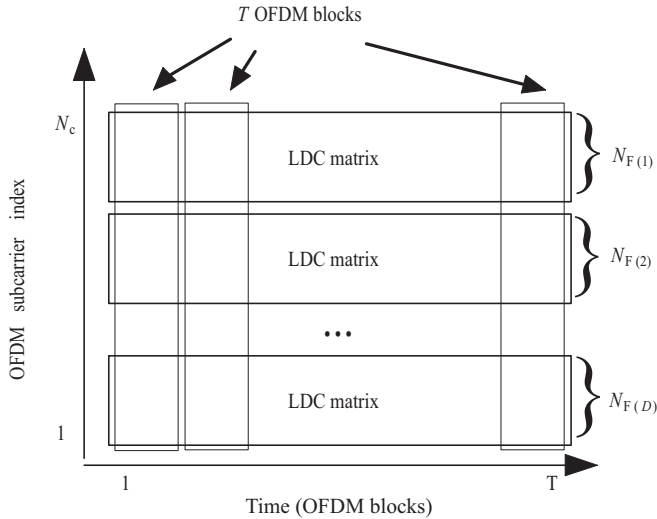 T OFDM blocks
N_c
LDC matrix
N_F(1)
LDC matrix
N_F(2)
OFDM subcarrier index
...
LDC matrix
N_F(D)
1
1
T
Time (OFDM blocks)